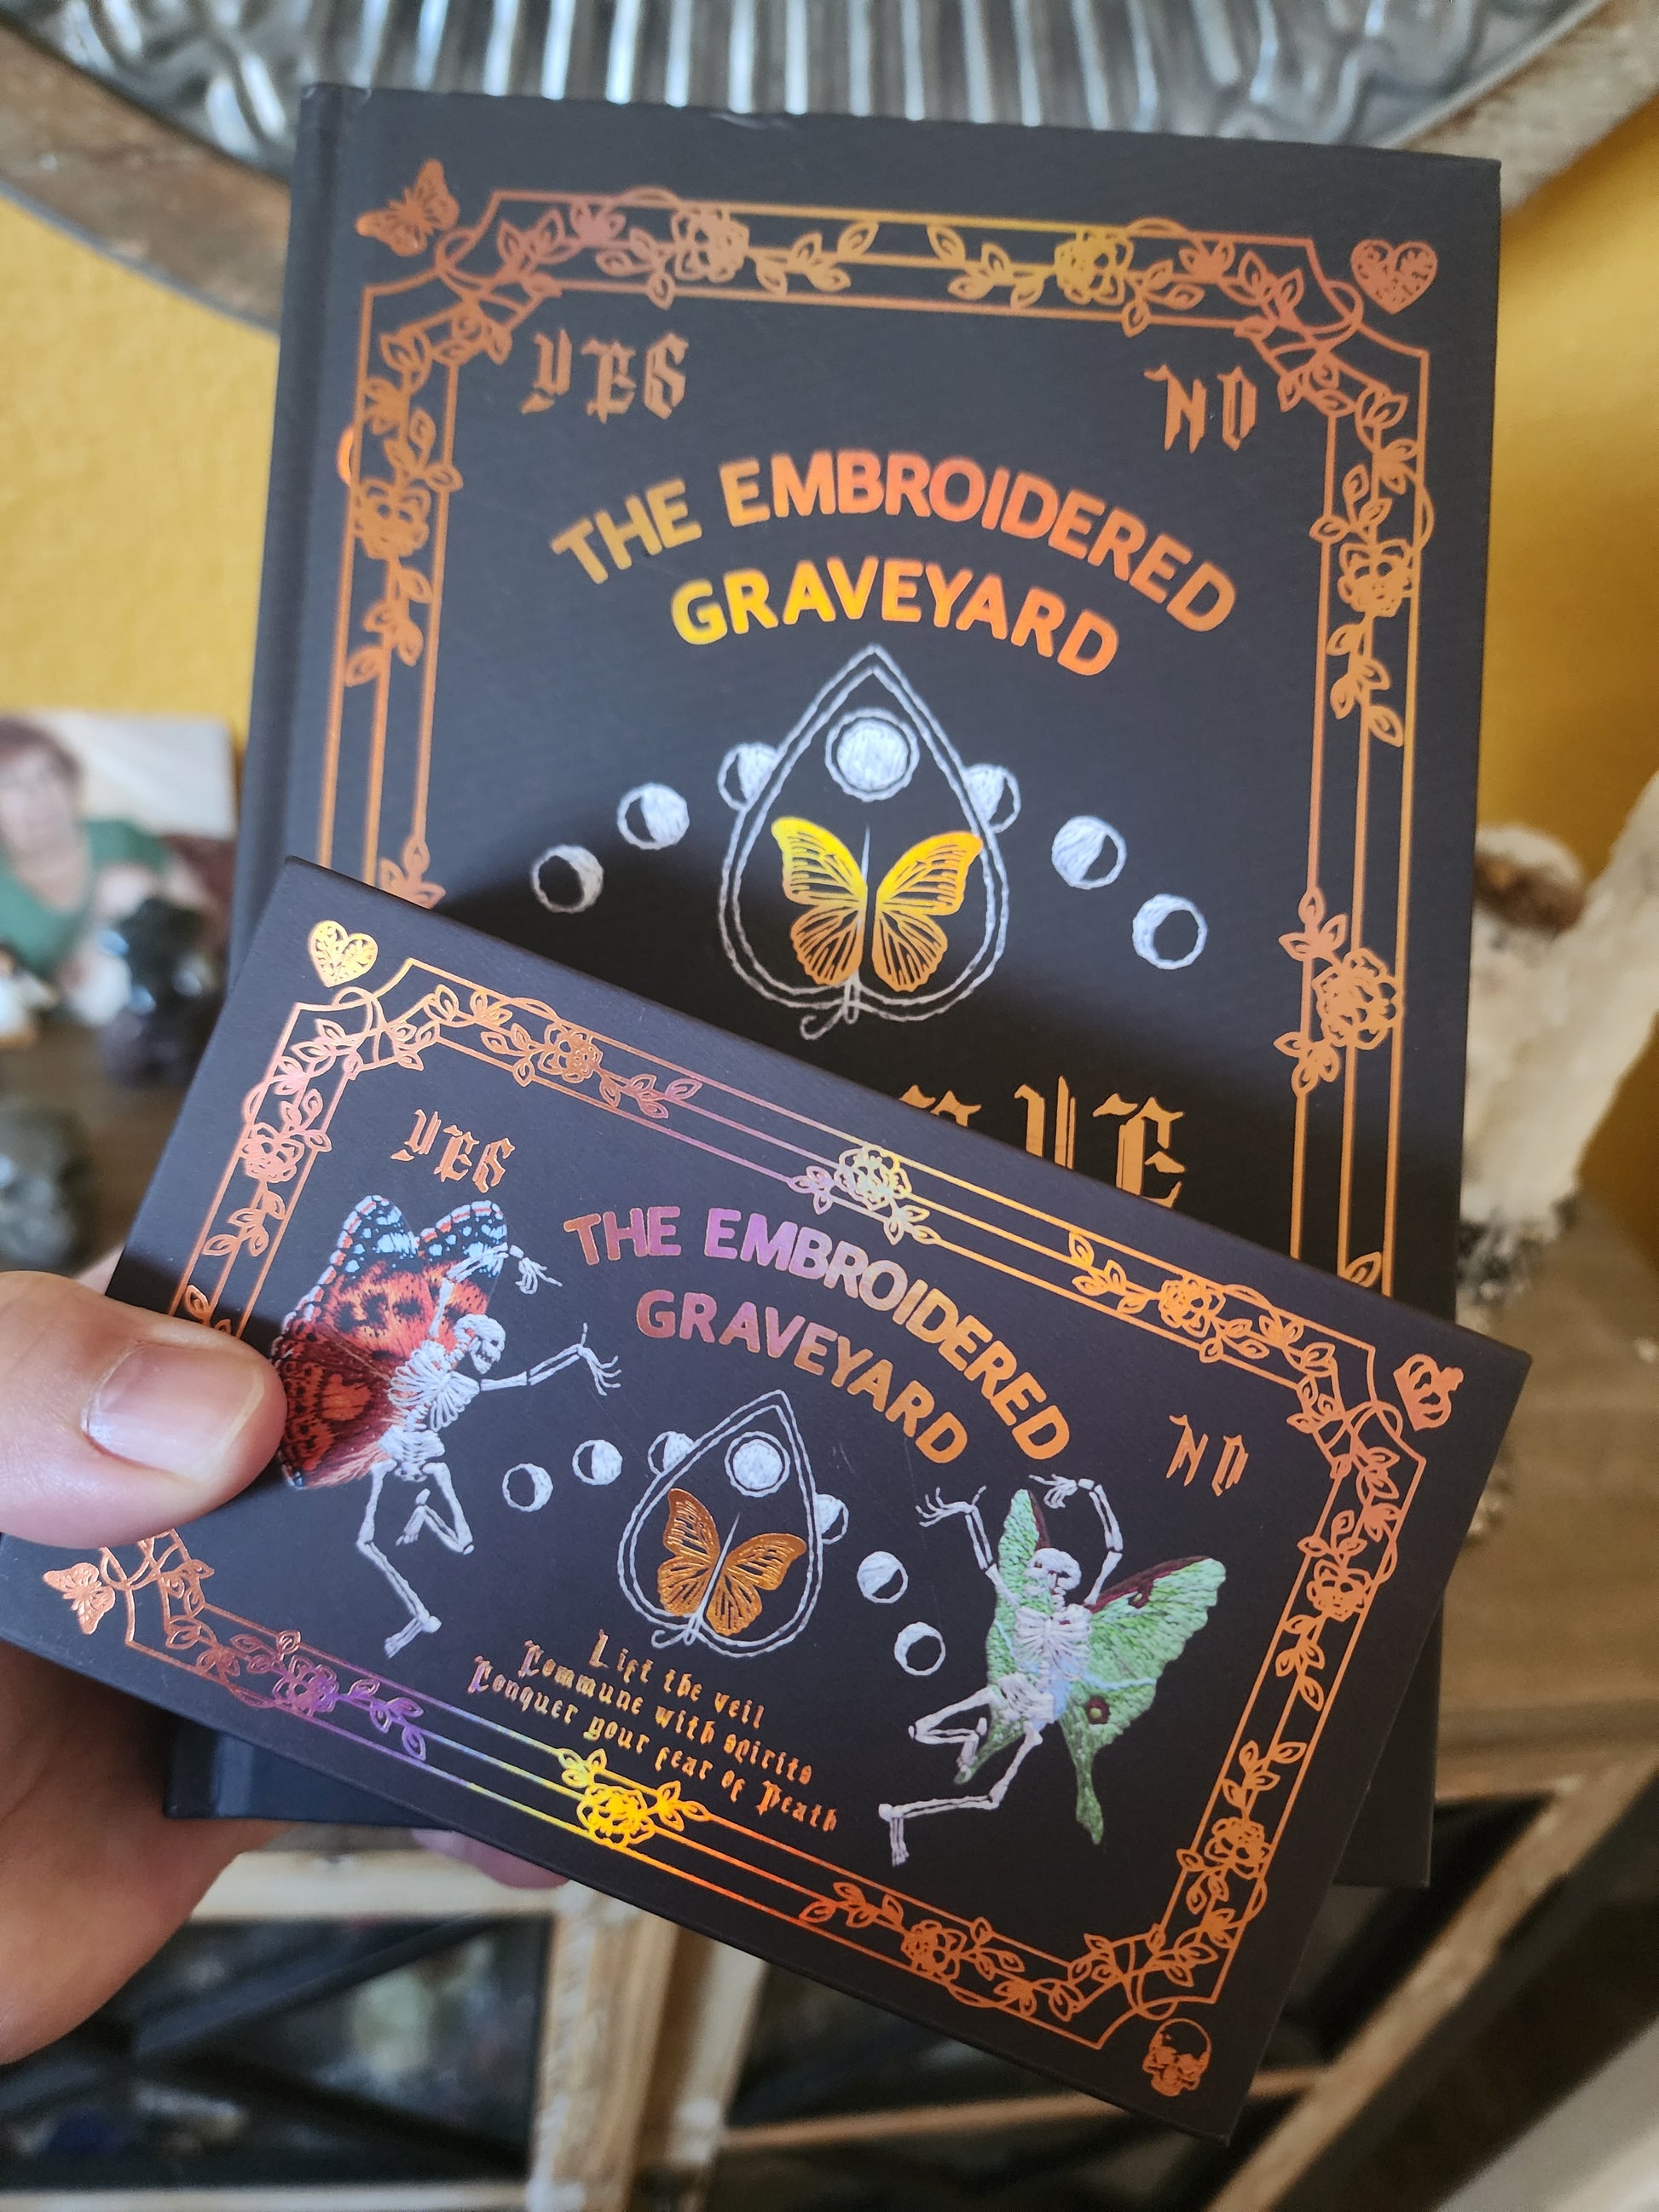 YES
NO
THE EMBROIDERED
GRAVEYARD
YES
THE EMBROIDERED
GRAVEYARD
NO
Lift the veil
Commune with spirits
Conquer your fear of Death